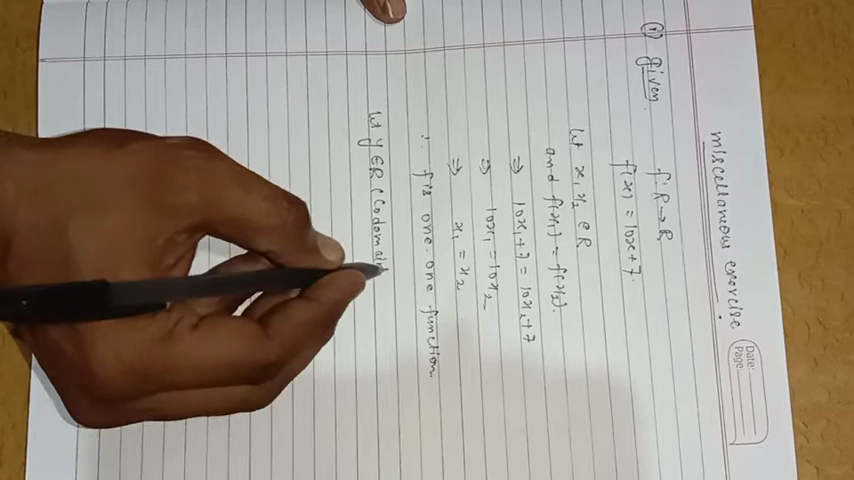 Date:
Page:
miscellaneous exercise
(1) given f: R→R
f(x) = 10x+7.
let x₁ x₂ ∈ R
and f(x₁) = f(x₂).
⇒ 10x₁+7 = 10x₂+7
⇒ 10x₁ = 10x₂
⇒ x₁ = x₂
∴ f is one-one function.
let y ∈ R (Codomain